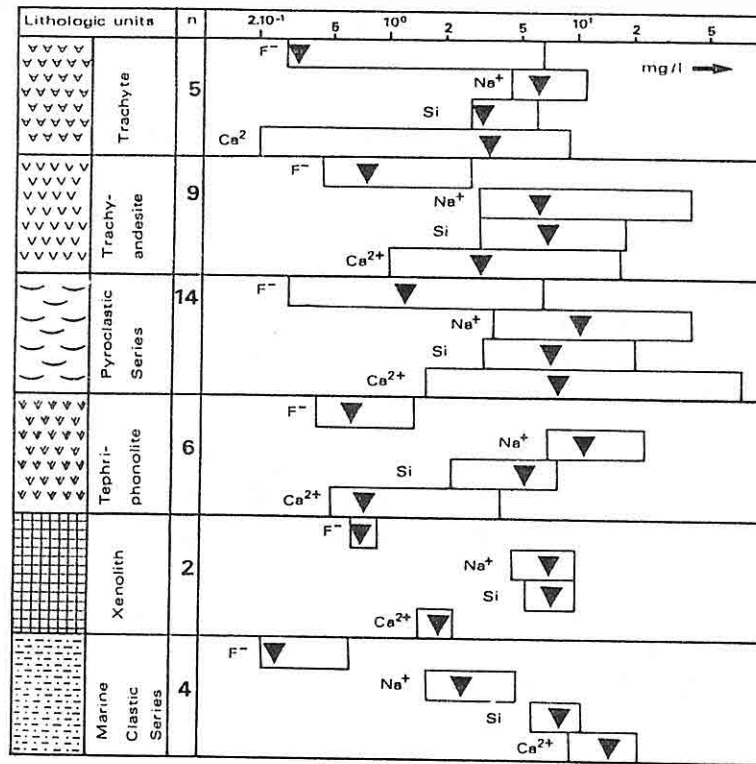 Lithologic units n 2.10⁻¹ 5 10⁰ 2 5 10¹ 2 5
mg/l
Trachyte
5
F⁻
Na⁺
Si
Ca²
Trachy-
andesite
9
F⁻
Na⁺
Si
Ca²⁺
Pyroclastic
Series
14
F⁻
Na⁺
Si
Ca²⁺
Tephri-
phonolite
6
F⁻
Na⁺
Si
Ca²⁺
Xenolith
2
F⁻
Na⁺
Si
Ca²⁺
Marine
Clastic
Series
4
F⁻
Na⁺
Si
Ca²⁺